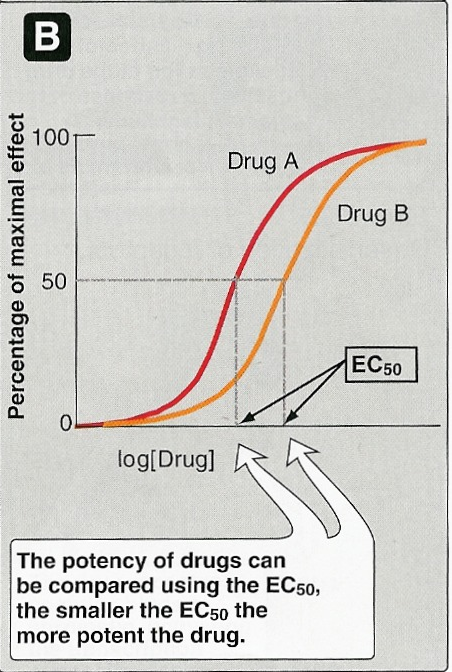 B
Percentage of maximal effect
100
50
0
Drug A
Drug B
EC50
log[Drug]
The potency of drugs can
be compared using the EC50,
the smaller the EC50 the
more potent the drug.